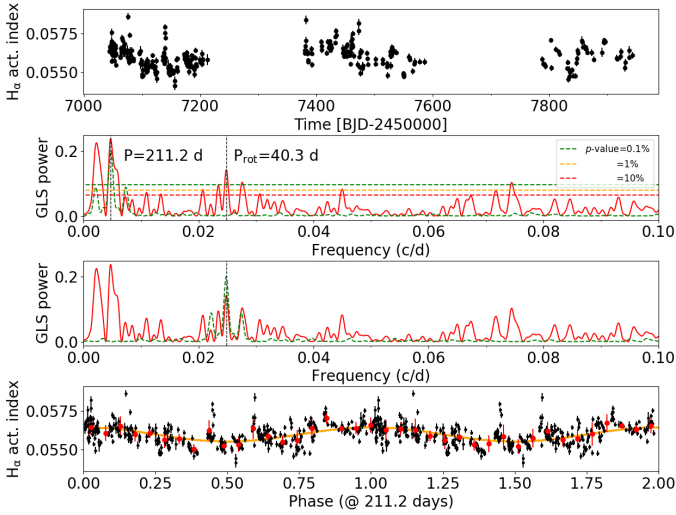 0.0575
0.0550
Hα act. index
7000 7200 7400 7600 7800
Time [BJD-2450000]
0.2
0.0
GLS power
P=211.2 d
Prot=40.3 d
p-value=0.1%
=1%
=10%
0.00 0.02 0.04 0.06 0.08 0.10
Frequency (c/d)
0.2
0.0
GLS power
0.00 0.02 0.04 0.06 0.08 0.10
Frequency (c/d)
0.0575
0.0550
Hα act. index
0.00 0.25 0.50 0.75 1.00 1.25 1.50 1.75 2.00
Phase (@ 211.2 days)